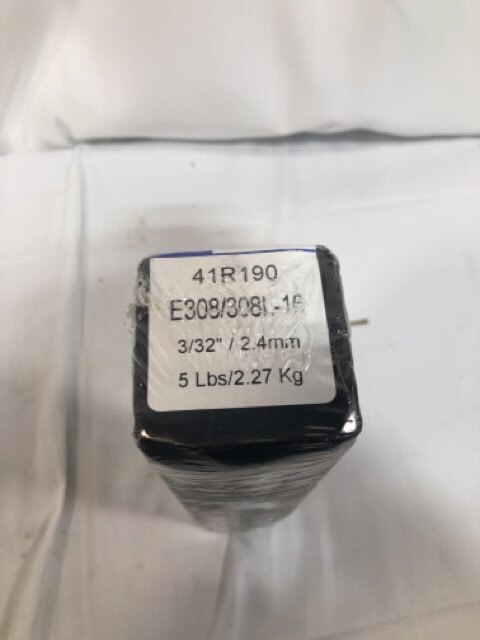 41R190
E308/308L-16
3/32" / 2.4mm
5 Lbs/2.27 Kg